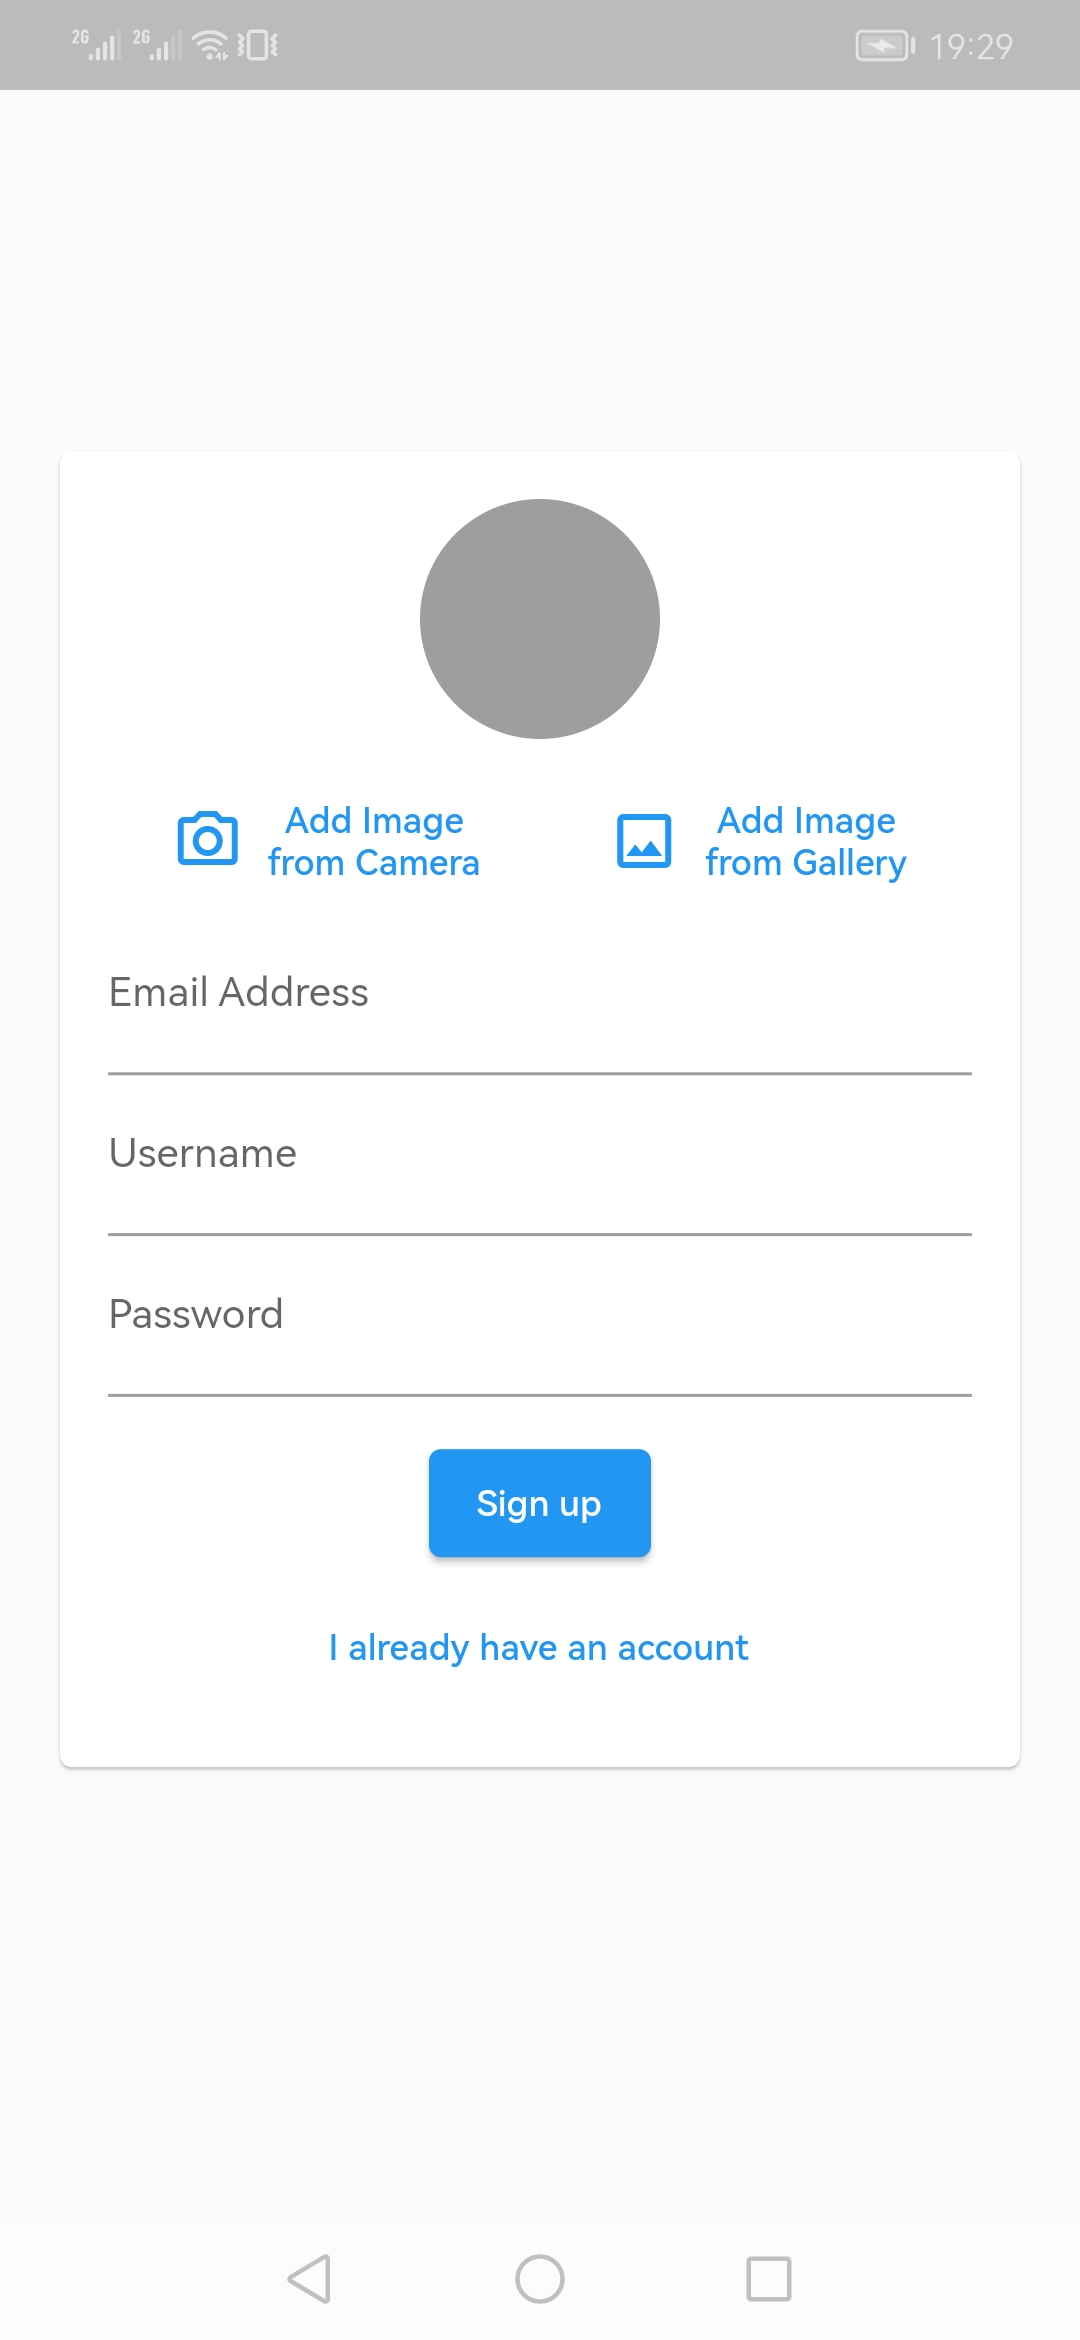 2G 2G 19:29
Add Image
from Camera
Add Image
from Gallery
Email Address
Username
Password
Sign up
I already have an account